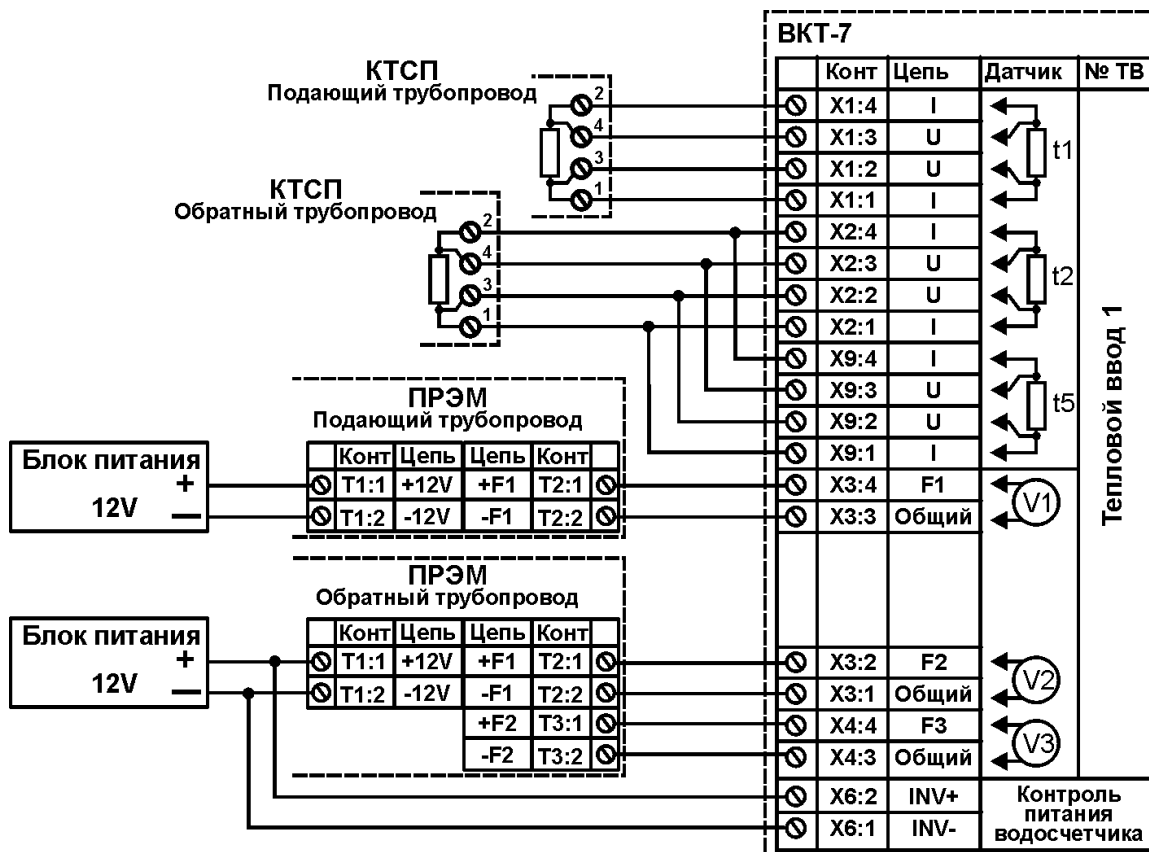 ВКТ-7
Конт Цепь Датчик № ТВ
КТСП
Подающий трубопровод
2
4
3
1
X1:4 I
X1:3 U
X1:2 U
X1:1 I
t1
КТСП
Обратный трубопровод
2
4
3
1
X2:4 I
X2:3 U
X2:2 U
X2:1 I
t2
X9:4 I
X9:3 U
X9:2 U
X9:1 I
t5
Тепловой ввод 1
ПРЭМ
Подающий трубопровод
Конт Цепь Цепь Конт
T1:1 +12V +F1 T2:1
T1:2 -12V -F1 T2:2
Блок питания
+
12V
—
X3:4 F1
X3:3 Общий
V1
ПРЭМ
Обратный трубопровод
Конт Цепь Цепь Конт
T1:1 +12V +F1 T2:1
T1:2 -12V -F1 T2:2
+F2 T3:1
-F2 T3:2
Блок питания
+
12V
—
X3:2 F2
X3:1 Общий
V2
X4:4 F3
X4:3 Общий
V3
X6:2 INV+
X6:1 INV-
Контроль
питания
водосчетчика